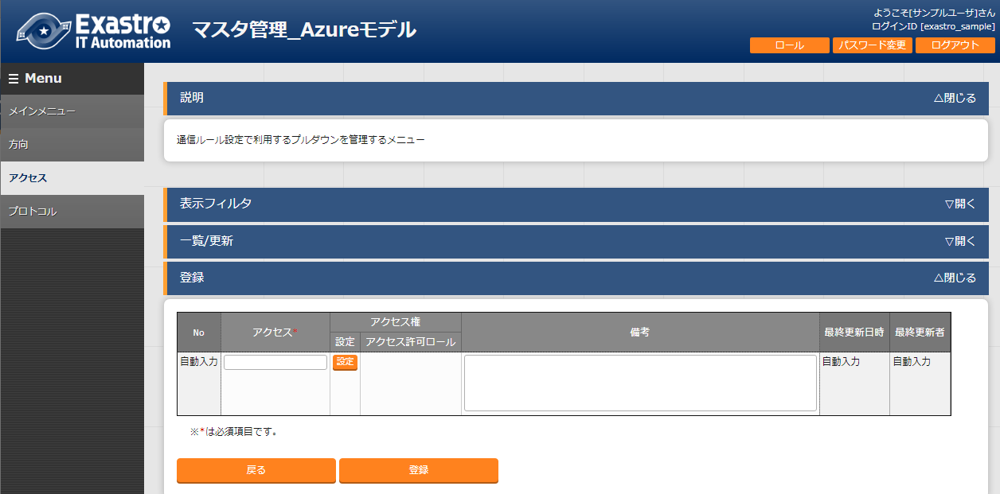 Exastro
IT Automation
マスタ管理_Azureモデル
ようこそ[サンプルユーザ]さん
ログインID [exastro_sample]
ロール パスワード変更 ログアウト
Menu
メインメニュー
方向
アクセス
プロトコル
説明 △閉じる
通信ルール設定で利用するプルダウンを管理するメニュー
表示フィルタ ▽開く
一覧/更新 ▽開く
登録 △閉じる
No アクセス* アクセス権 備考 最終更新日時 最終更新者
設定 アクセス許可ロール
自動入力 設定 自動入力 自動入力
※*は必須項目です。
戻る 登録